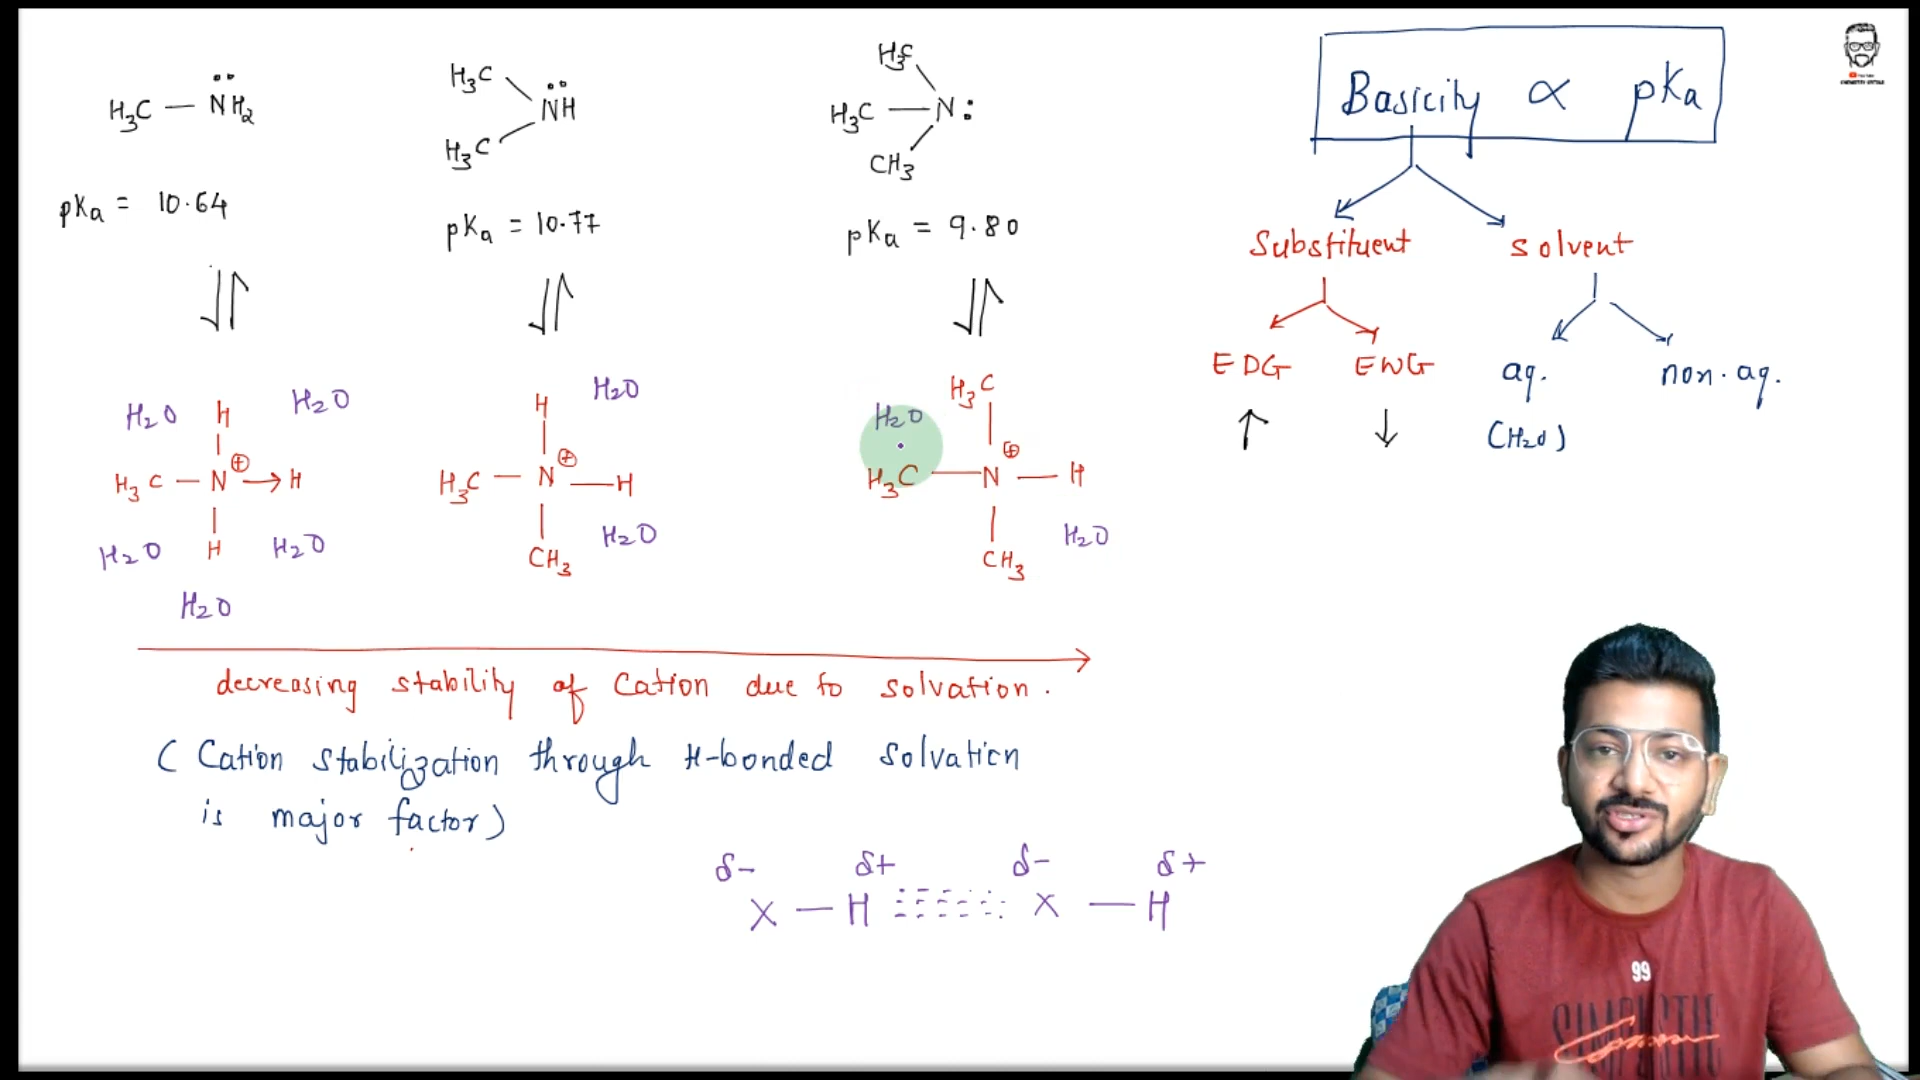 H₃C — N̈H₂
H₃C
N̈H
H₃C
H₃C
H₃C — N:
CH₃
pKa = 10.64
pKa = 10.77
pKa = 9.80
H₂O H H₂O
H₃C — N⊕ → H
H₂O H H₂O
H₂O
H H₂O
H₃C — N⊕ — H
CH₃ H₂O
H₃C
H₂O
H₃C — N⊕ — H
CH₃ H₂O
decreasing stability of cation due to solvation.
(Cation stabilization through H-bonded solvation
is major factor)
δ- δ+ δ- δ+
X — H X — H
Basicity ∝ pKa
Substituent solvent
EDG EWG aq. non.aq.
↑ ↓ (H₂O)
99